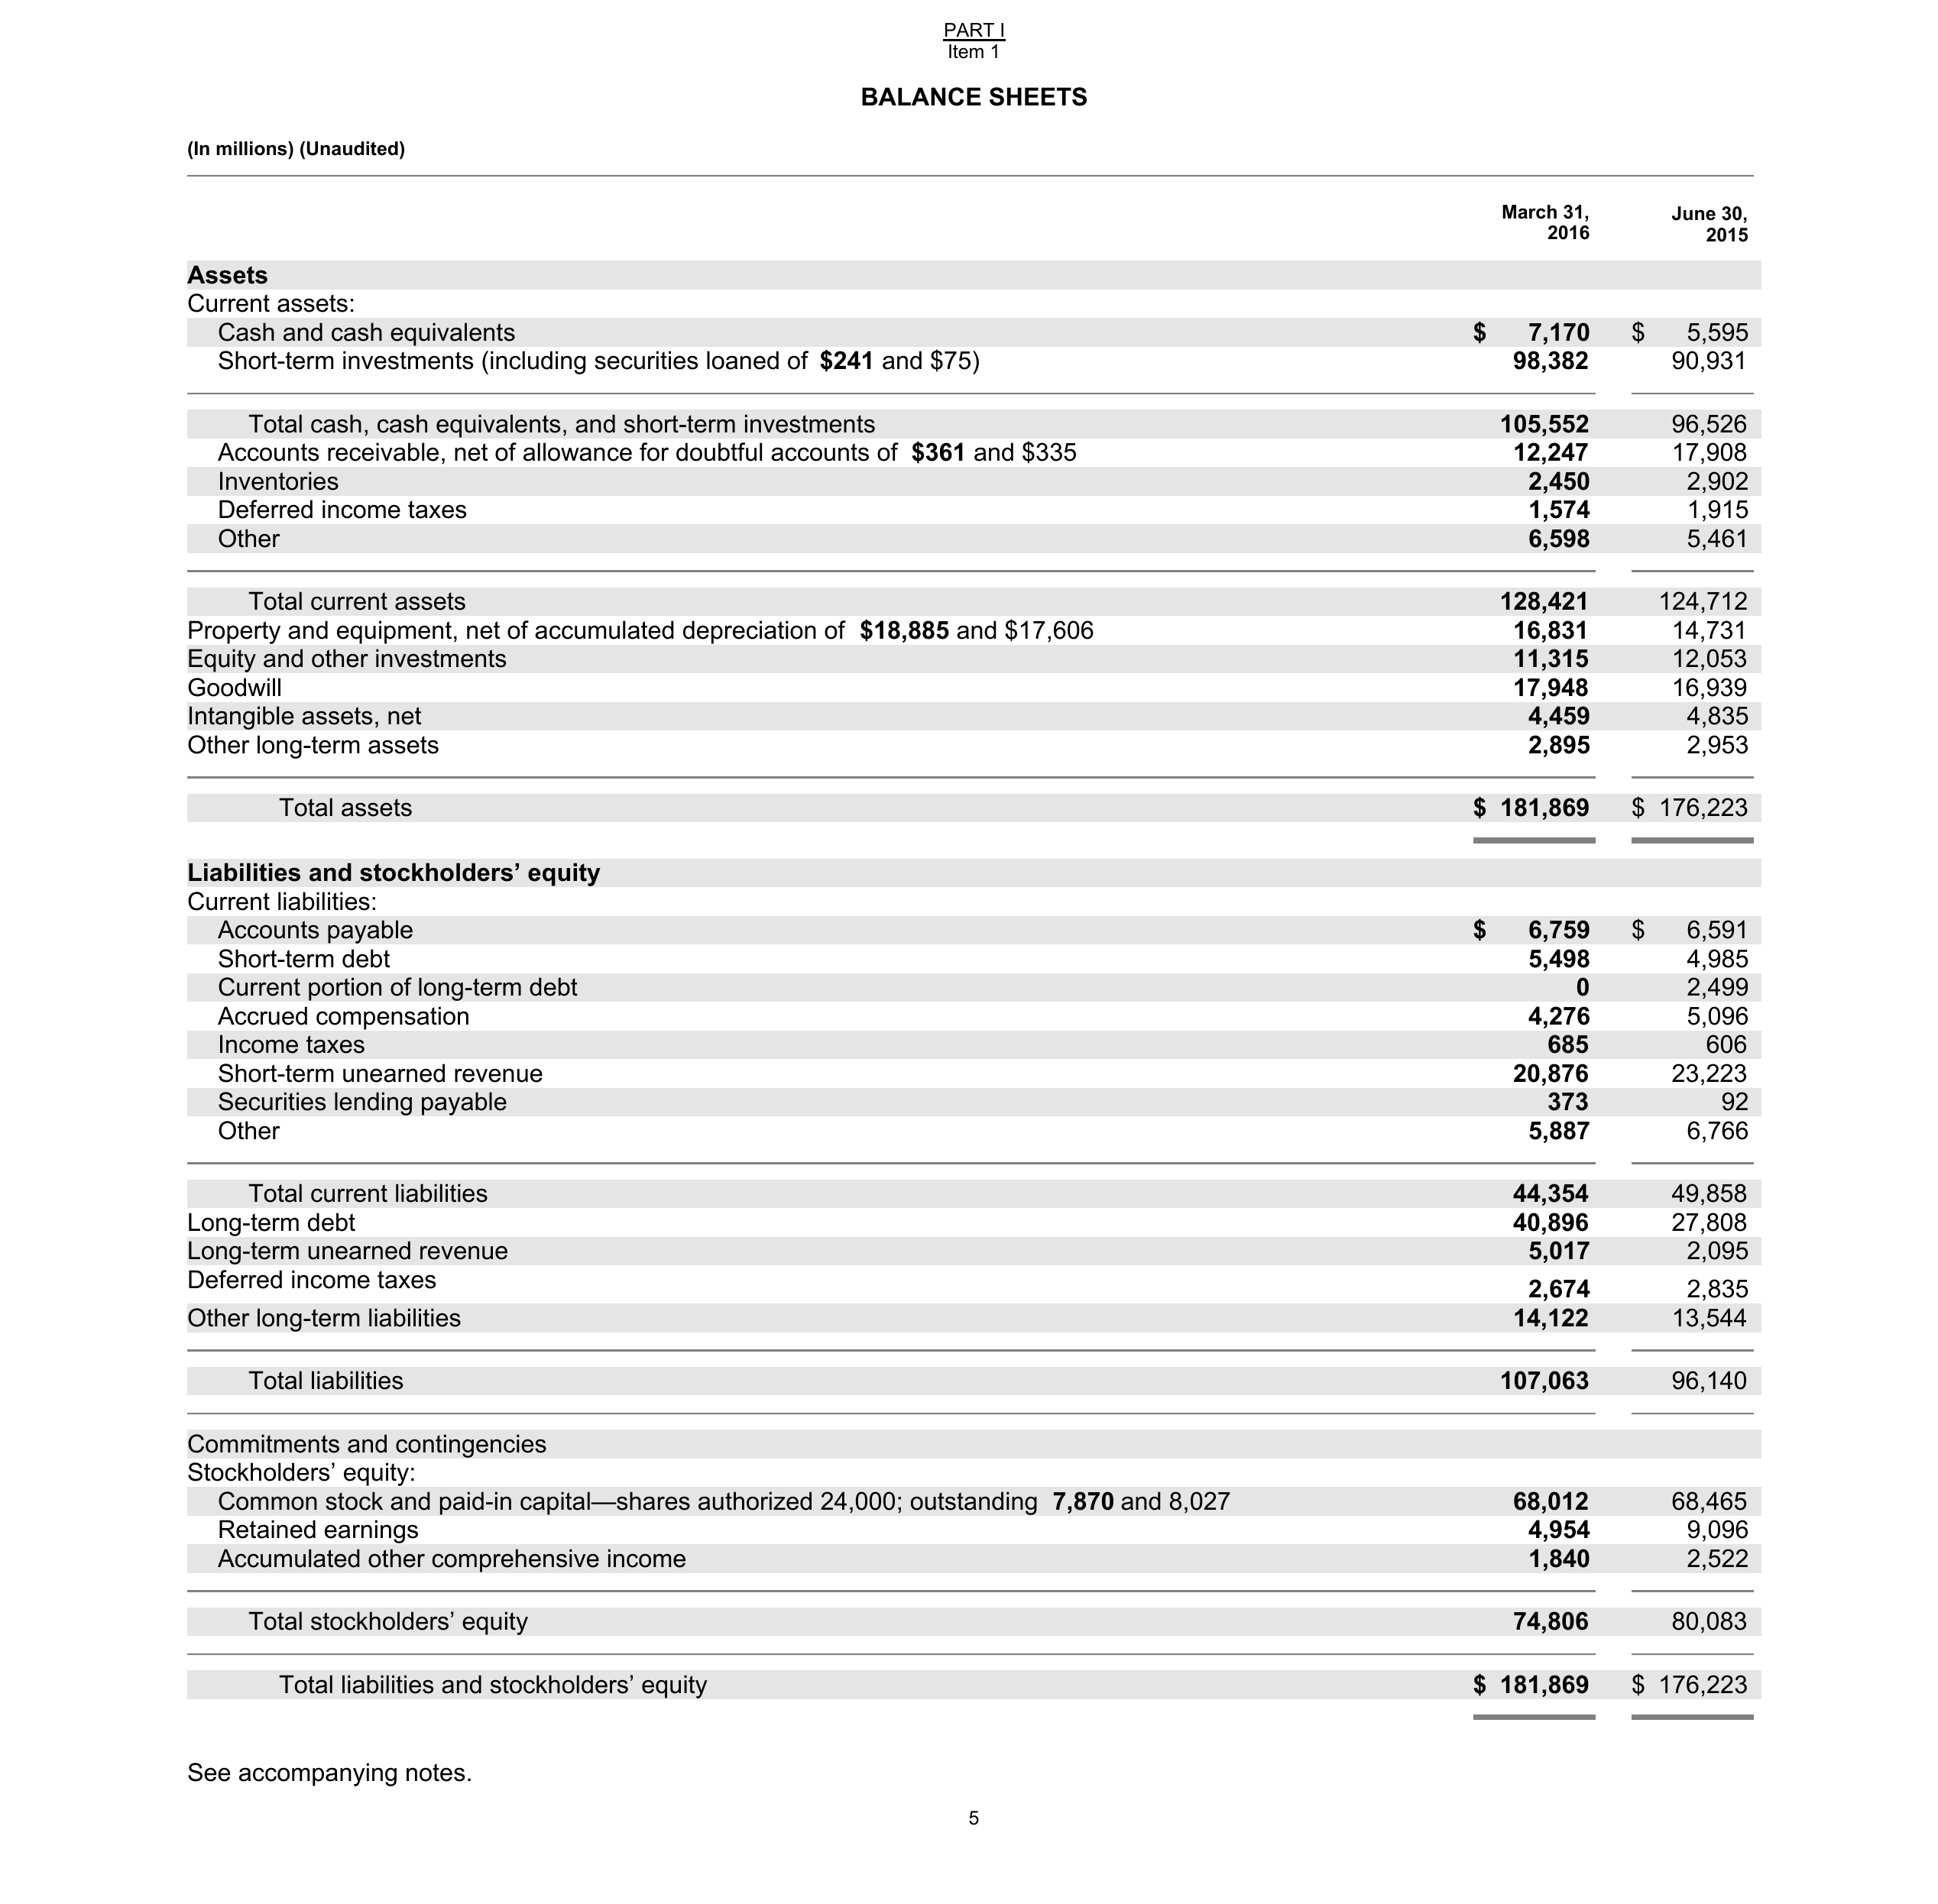 PART I
Item 1
BALANCE SHEETS
(In millions) (Unaudited)
March 31, 2016 June 30, 2015
Assets
Current assets:
Cash and cash equivalents $ 7,170 $ 5,595
Short-term investments (including securities loaned of $241 and $75) 98,382 90,931
Total cash, cash equivalents, and short-term investments 105,552 96,526
Accounts receivable, net of allowance for doubtful accounts of $361 and $335 12,247 17,908
Inventories 2,450 2,902
Deferred income taxes 1,574 1,915
Other 6,598 5,461
Total current assets 128,421 124,712
Property and equipment, net of accumulated depreciation of $18,885 and $17,606 16,831 14,731
Equity and other investments 11,315 12,053
Goodwill 17,948 16,939
Intangible assets, net 4,459 4,835
Other long-term assets 2,895 2,953
Total assets $ 181,869 $ 176,223
Liabilities and stockholders’ equity
Current liabilities:
Accounts payable $ 6,759 $ 6,591
Short-term debt 5,498 4,985
Current portion of long-term debt 0 2,499
Accrued compensation 4,276 5,096
Income taxes 685 606
Short-term unearned revenue 20,876 23,223
Securities lending payable 373 92
Other 5,887 6,766
Total current liabilities 44,354 49,858
Long-term debt 40,896 27,808
Long-term unearned revenue 5,017 2,095
Deferred income taxes 2,674 2,835
Other long-term liabilities 14,122 13,544
Total liabilities 107,063 96,140
Commitments and contingencies
Stockholders’ equity:
Common stock and paid-in capital—shares authorized 24,000; outstanding 7,870 and 8,027 68,012 68,465
Retained earnings 4,954 9,096
Accumulated other comprehensive income 1,840 2,522
Total stockholders’ equity 74,806 80,083
Total liabilities and stockholders’ equity $ 181,869 $ 176,223
See accompanying notes.
5